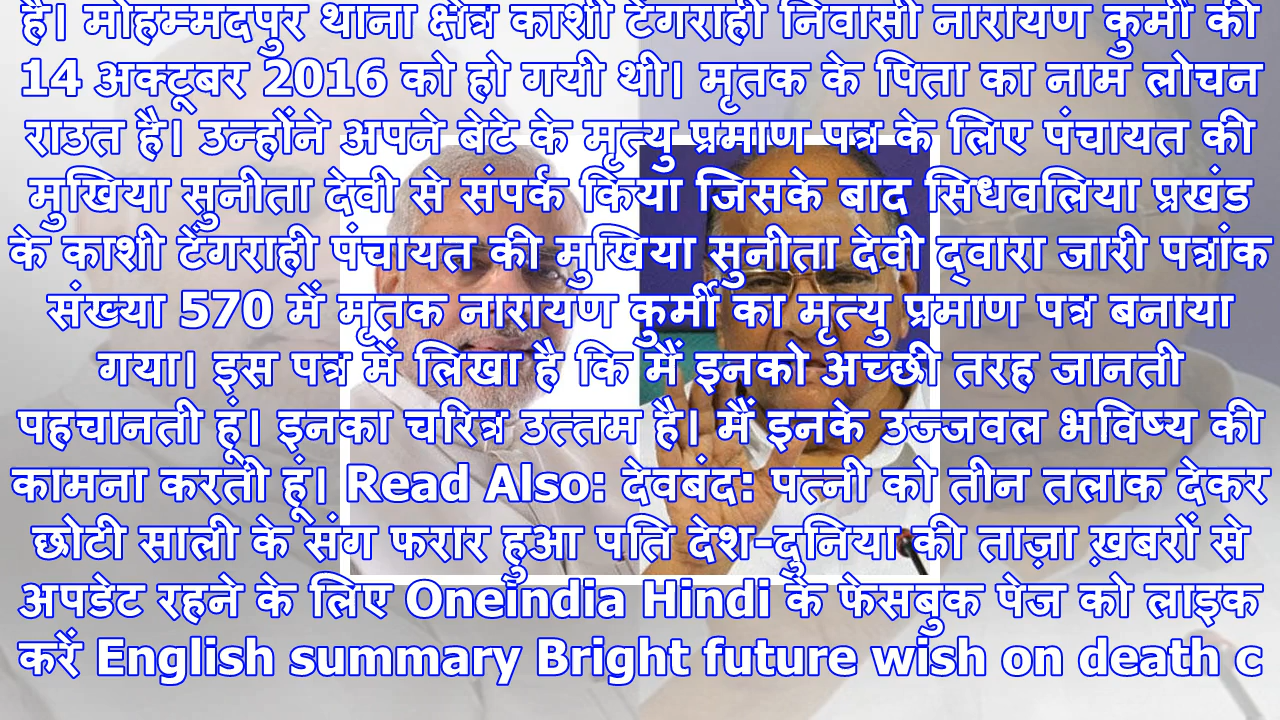 है। मोहम्मदपुर थाना क्षेत्र काशी टेंगराही निवासी नारायण कुर्मी की
14 अक्टूबर 2016 को हो गयी थी। मृतक के पिता का नाम लोचन
राउत है। उन्होंने अपने बेटे के मृत्यु प्रमाण पत्र के लिए पंचायत की
मुखिया सुनीता देवी से संपर्क किया जिसके बाद सिधवलिया प्रखंड
के काशी टेंगराही पंचायत की मुखिया सुनीता देवी द्वारा जारी पत्रांक
संख्या 570 में मृतक नारायण कुर्मी का मृत्यु प्रमाण पत्र बनाया
गया। इस पत्र में लिखा है कि मैं इनको अच्छी तरह जानती
पहचानती हूं। इनका चरित्र उत्तम है। मैं इनके उज्जवल भविष्य की
कामना करती हूं। Read Also: देवबंद: पत्नी को तीन तलाक देकर
छोटी साली के संग फरार हुआ पति देश-दुनिया की ताज़ा ख़बरों से
अपडेट रहने के लिए Oneindia Hindi के फेसबुक पेज को लाइक
करें English summary Bright future wish on death c